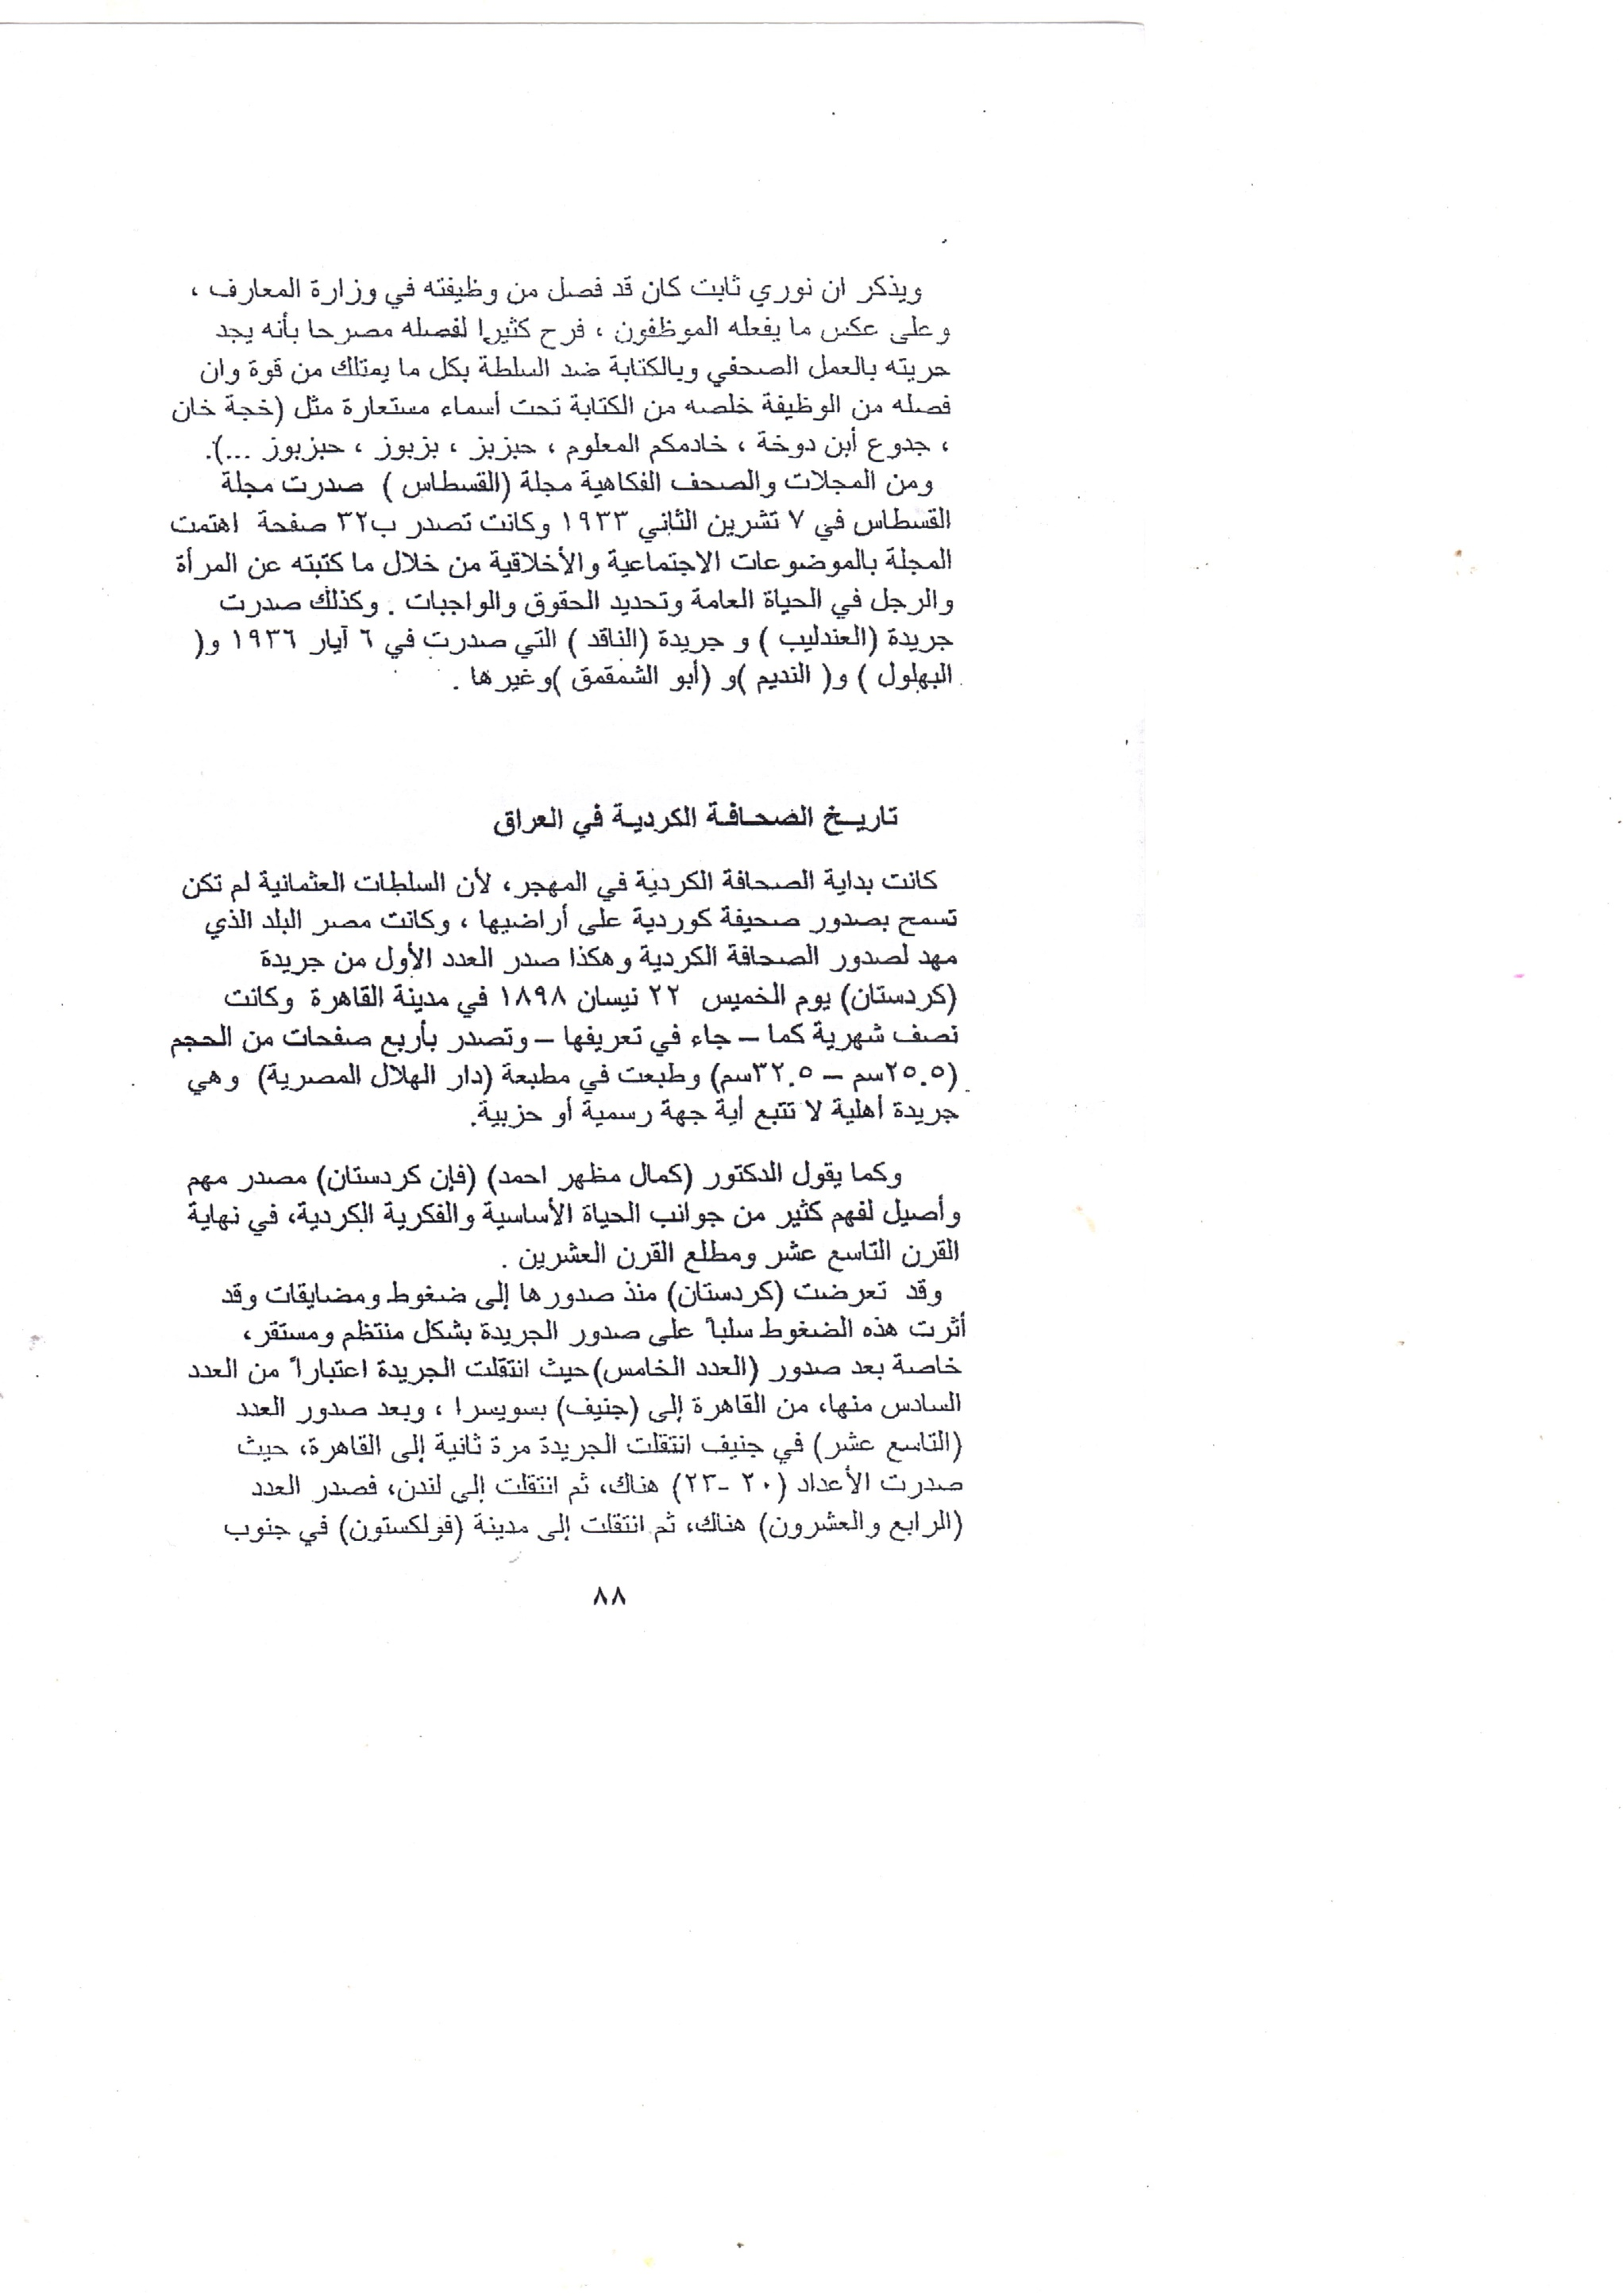 ويذكر ان نوري ثابت كان قد فصل من وظيفته في وزارة المعارف ،
وعلى عكس ما يفعله الموظفون ، فرح كثيرا لفصله مصرحا بأنه يجد
حريته بالعمل الصحفي وبالكتابة ضد السلطة بكل ما يمتلك من قوة وان
فصله من الوظيفة خلصه من الكتابة تحت أسماء مستعارة مثل (خجة خان
، جدوع أبن دوخة ، خادمكم المعلوم ، حبزبز ، بزبوز ، حبزبوز ...).
ومن المجلات والصحف الفكاهية مجلة (القسطاس ) صدرت مجلة
القسطاس في ٧ تشرين الثاني ١٩٣٣ وكانت تصدر ب٣٢ صفحة اهتمت
المجلة بالموضوعات الاجتماعية والأخلاقية من خلال ما كتبته عن المرأة
والرجل في الحياة العامة وتحديد الحقوق والواجبات . وكذلك صدرت
جريدة (العندليب ) و جريدة (الناقد ) التي صدرت في ٦ آيار ١٩٣٦ و(
البهلول ) و( النديم )و (أبو الشمقمق )وغيرها .
تاريـخ الصحـافـة الكرديـة في العراق
كانت بداية الصحافة الكردية في المهجر، لأن السلطات العثمانية لم تكن
تسمح بصدور صحيفة كوردية على أراضيها ، وكانت مصر البلد الذي
مهد لصدور الصحافة الكردية وهكذا صدر العدد الأول من جريدة
(كردستان) يوم الخميس ٢٢ نيسان ١٨٩٨ في مدينة القاهرة وكانت
نصف شهرية كما – جاء في تعريفها – وتصدر بأربع صفحات من الحجم
(٢٥.٥سم – ٣٢.٥سم) وطبعت في مطبعة (دار الهلال المصرية) وهي
جريدة أهلية لا تتبع أية جهة رسمية أو حزبية.
وكما يقول الدكتور (كمال مظهر احمد) (فإن كردستان) مصدر مهم
وأصيل لفهم كثير من جوانب الحياة الأساسية والفكرية الكردية، في نهاية
القرن التاسع عشر ومطلع القرن العشرين .
وقد تعرضت (كردستان) منذ صدورها إلى ضغوط ومضايقات وقد
أثرت هذه الضغوط سلباً على صدور الجريدة بشكل منتظم ومستقر،
خاصة بعد صدور (العدد الخامس)حيث انتقلت الجريدة اعتباراً من العدد
السادس منها، من القاهرة إلى (جنيف) بسويسرا ، وبعد صدور العدد
(التاسع عشر) في جنيف انتقلت الجريدة مرة ثانية إلى القاهرة، حيث
صدرت الأعداد (٢٠ -٢٣) هناك، ثم انتقلت إلى لندن، فصدر العدد
(الرابع والعشرون) هناك، ثم انتقلت إلى مدينة (فولكستون) في جنوب
٨٨